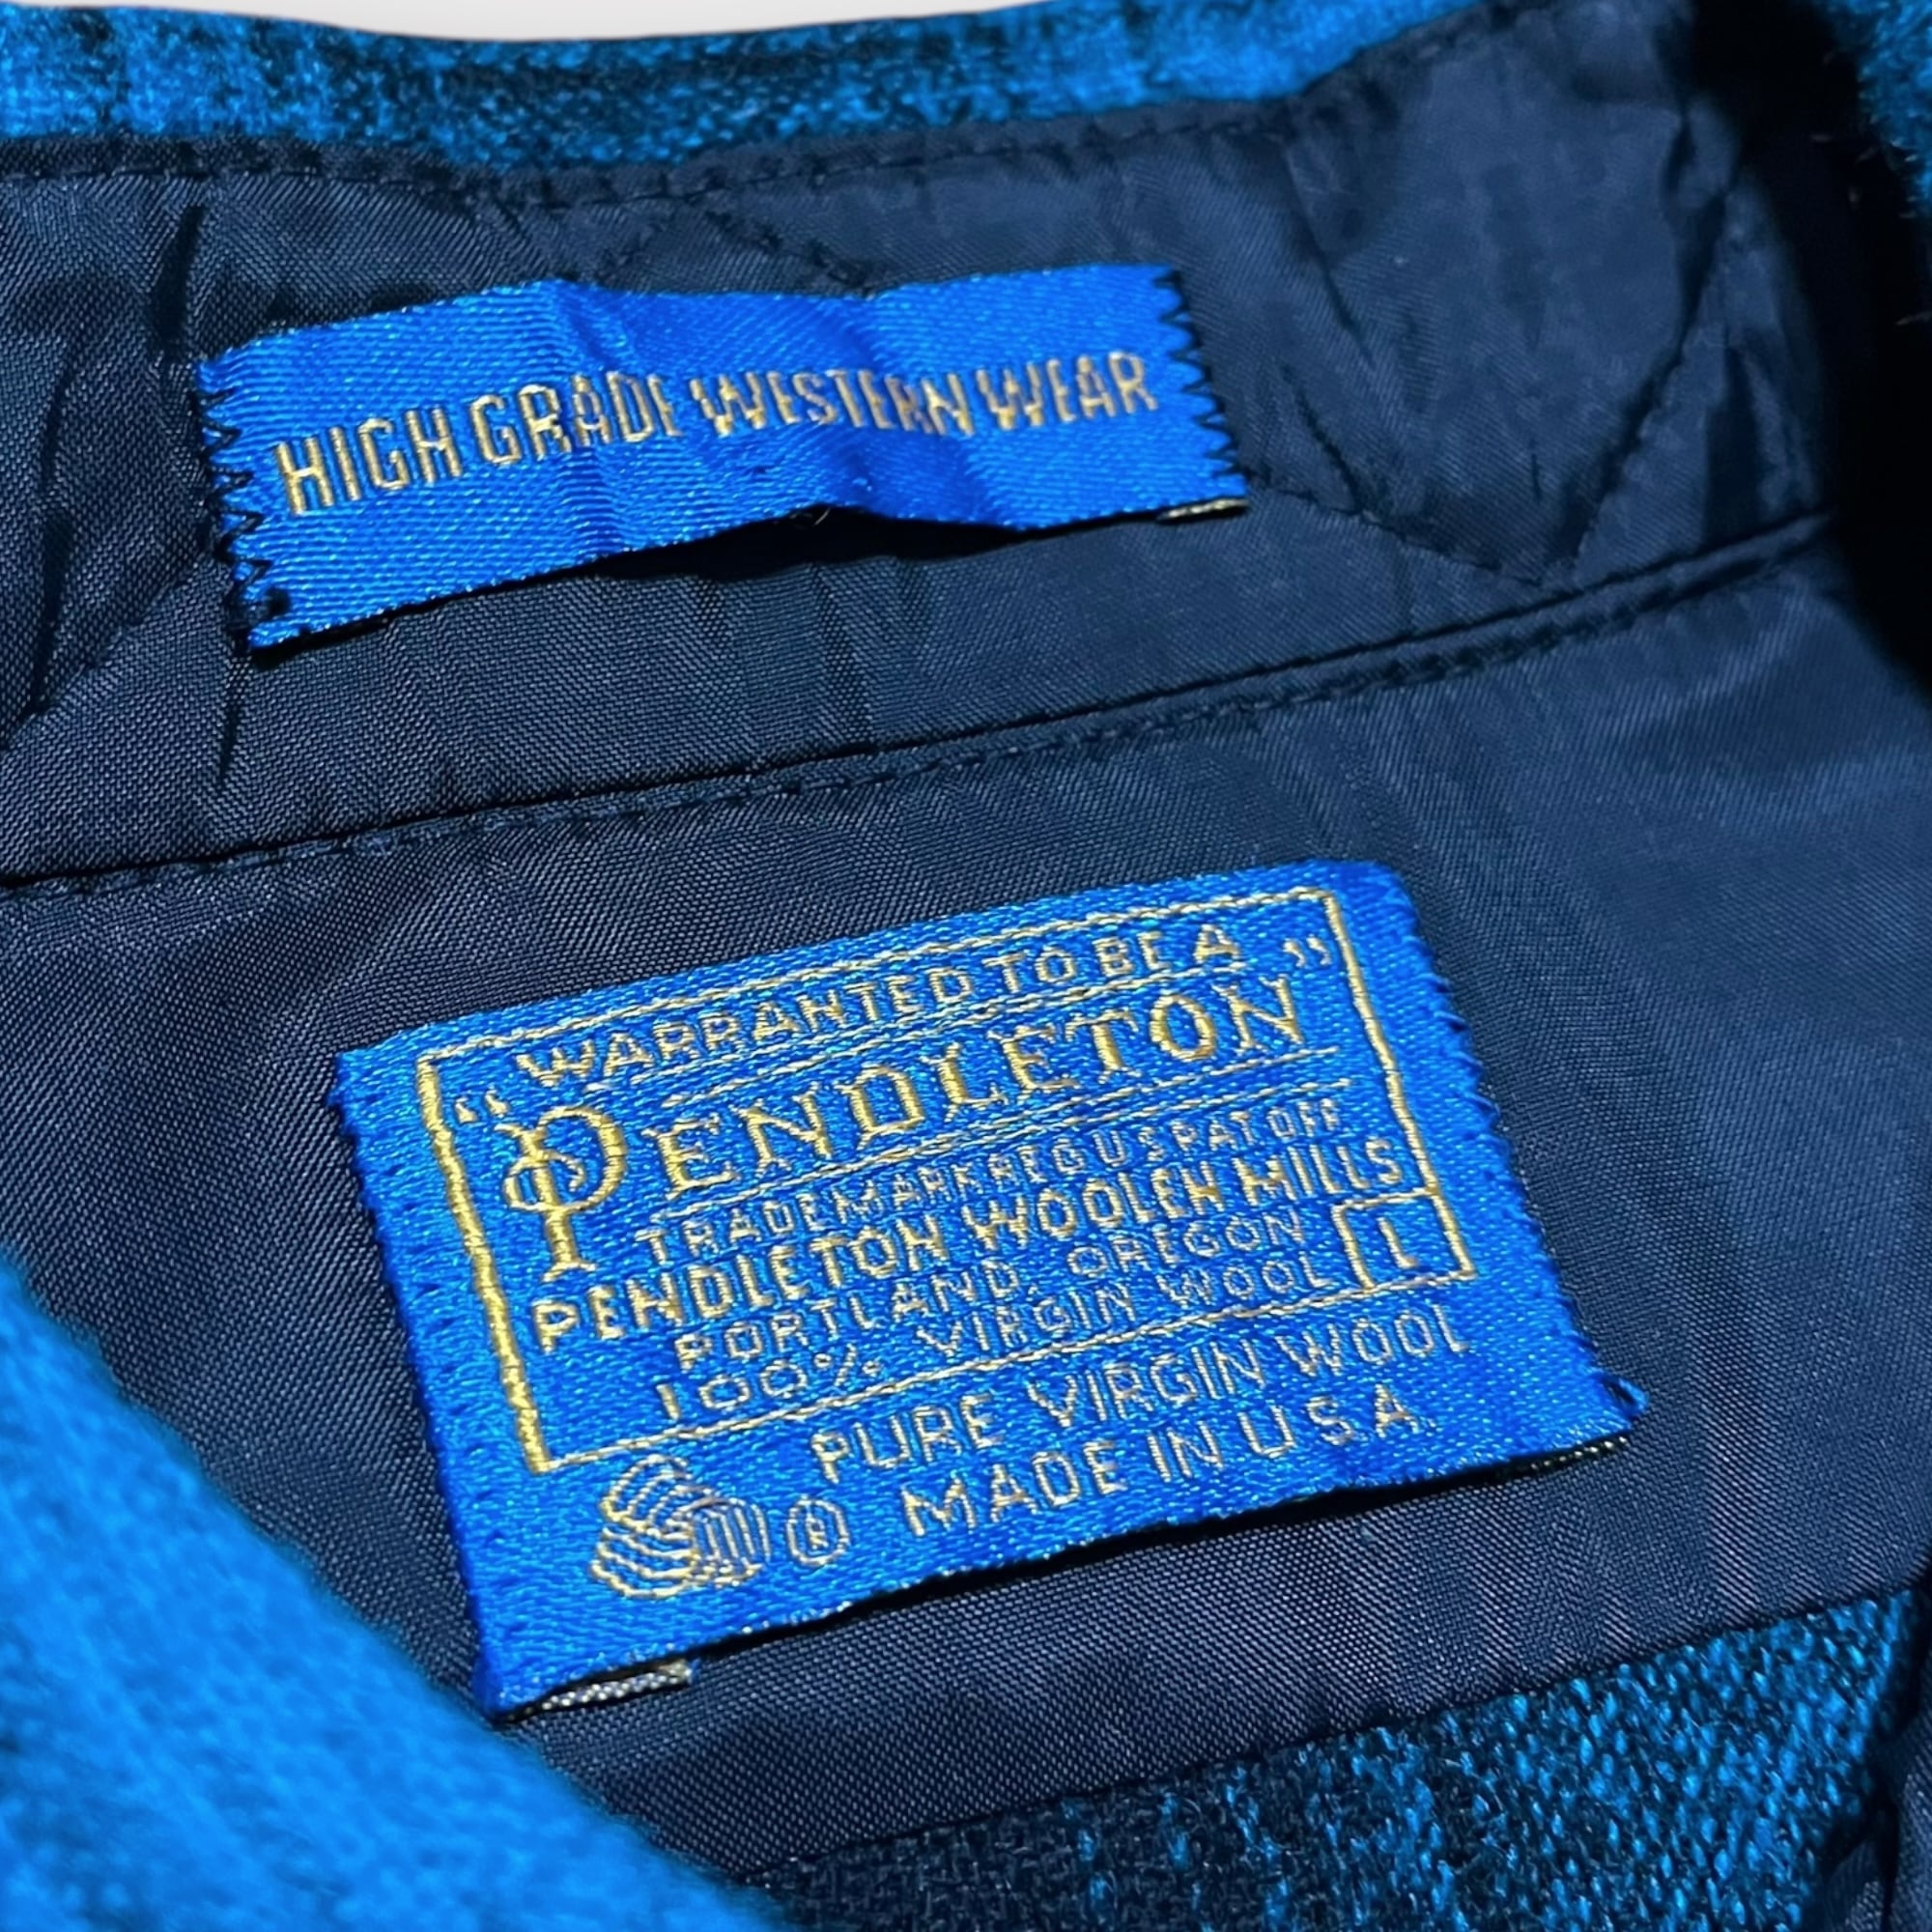 HIGH GRADE WESTERN WEAR
WARRANTED TO BE A
"PENDLETON"
TRADEMARK REG U S PAT OFF
PENDLETON WOOLEN MILLS
PORTLAND, OREGON
100% VIRGIN WOOL
L
PURE VIRGIN WOOL
® MADE IN U.S.A.